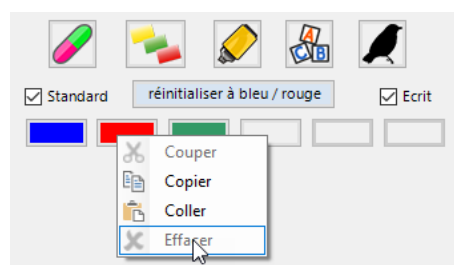 A
C B
Standard
réinitialiser à bleu / rouge
Ecrit
Couper
Copier
Coller
Effacer